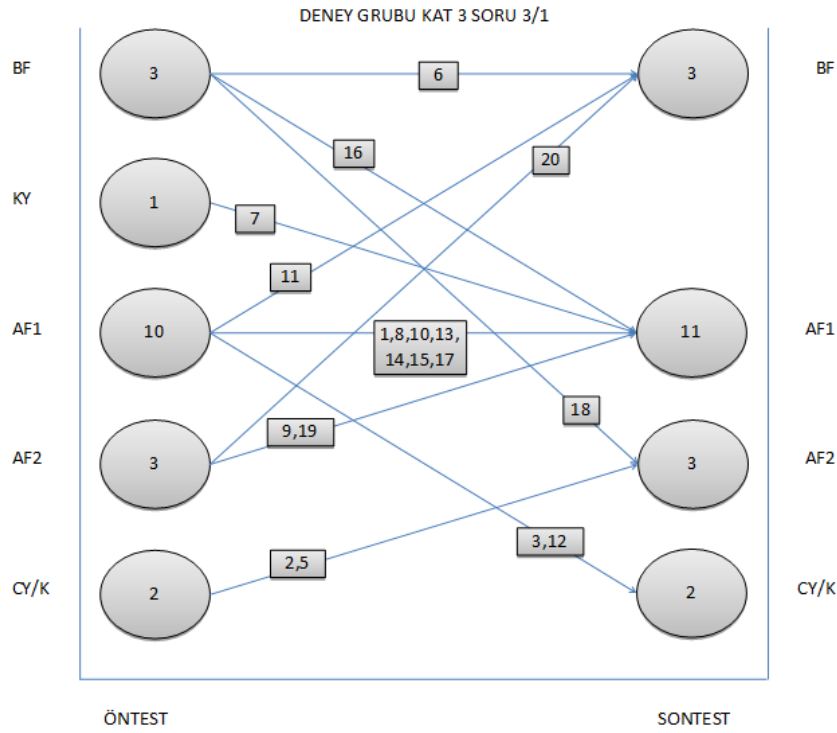 DENEY GRUBU KAT 3 SORU 3/1
BF 3 6 3 BF
16 20
KY 1 7
11
AF1 10 1,8,10,13, 11 AF1
14,15,17
18
9,19
AF2 3 3 AF2
3,12
2,5
CY/K 2 2 CY/K
ÖNTEST SONTEST